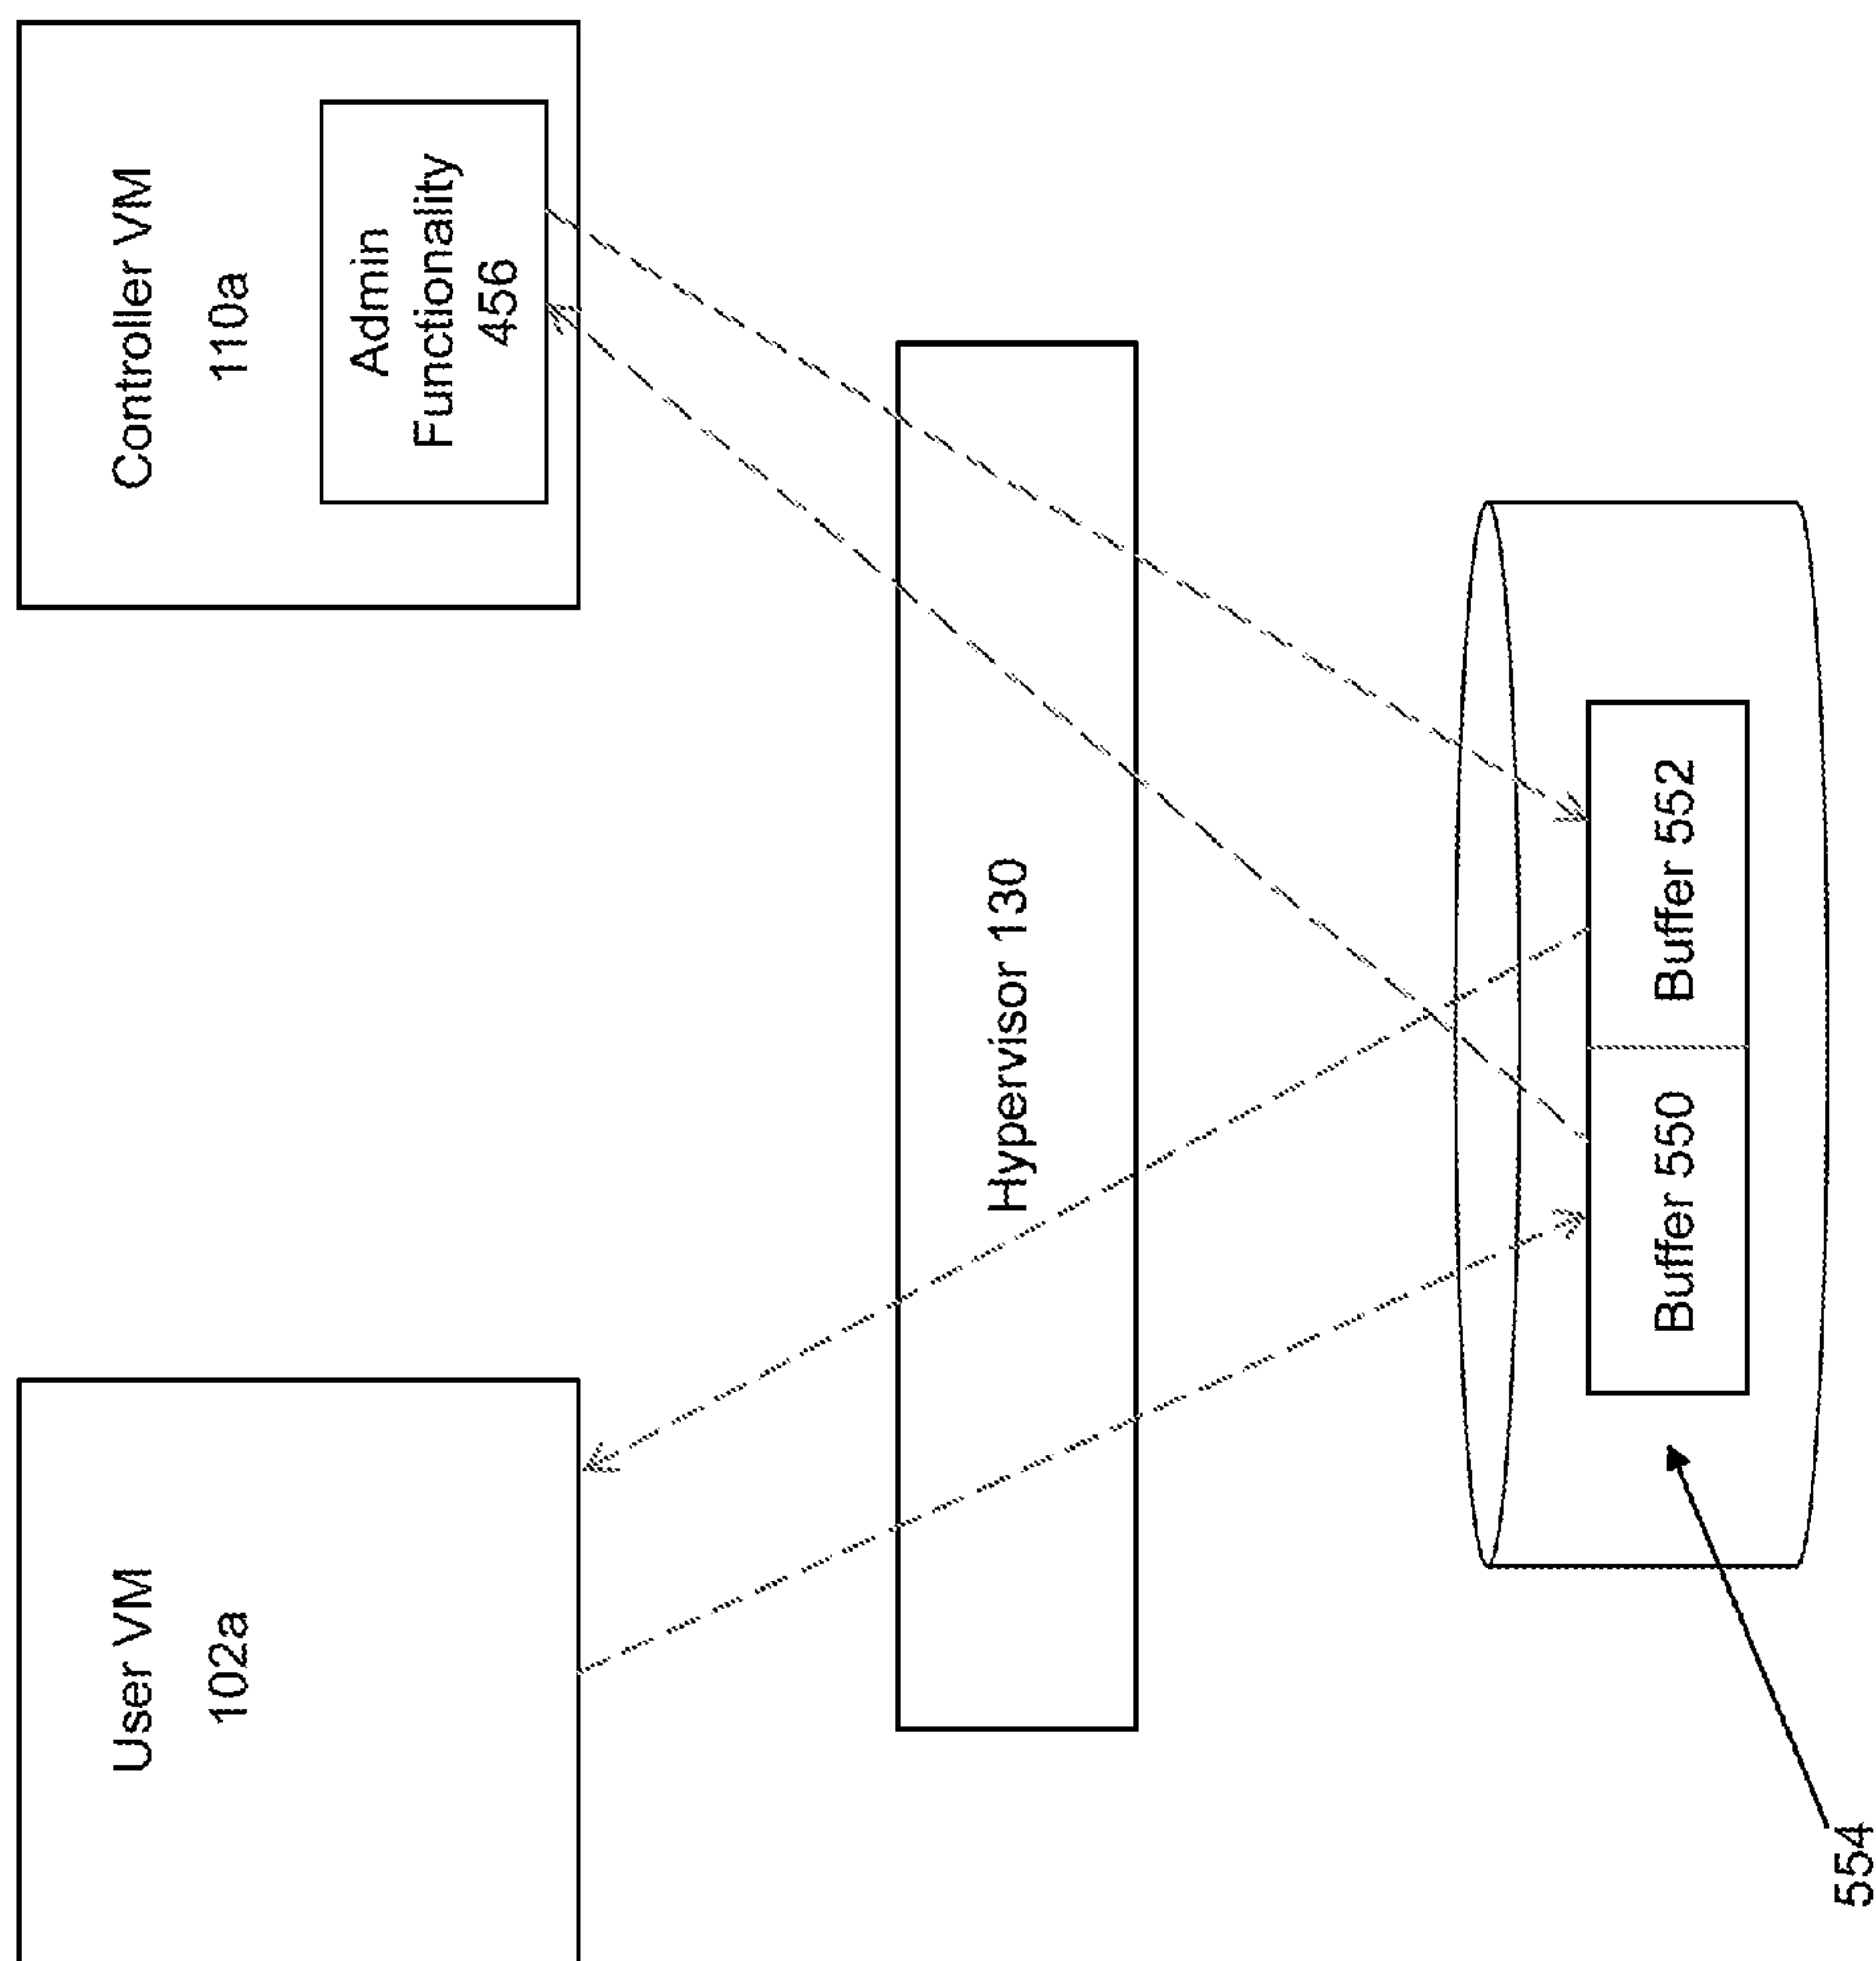 User VM
102a
Controller VM
110a
Admin
Functionality
456
Hypervisor 130
Buffer 550
Buffer 552
554